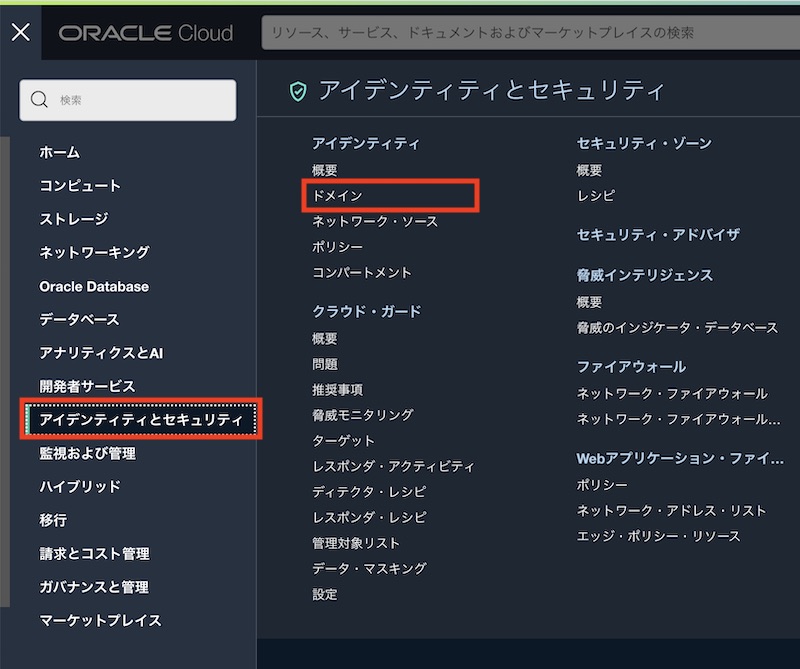 ORACLE Cloud
リソース、サービス、ドキュメントおよびマーケットプレイスの検索
検索
ホーム
コンピュート
ストレージ
ネットワーキング
Oracle Database
データベース
アナリティクスとAI
開発者サービス
アイデンティティとセキュリティ
監視および管理
ハイブリッド
移行
請求とコスト管理
ガバナンスと管理
マーケットプレイス
アイデンティティとセキュリティ
アイデンティティ
概要
ドメイン
ネットワーク・ソース
ポリシー
コンパートメント
クラウド・ガード
概要
問題
推奨事項
脅威モニタリング
ターゲット
レスポンダ・アクティビティ
ディテクタ・レシピ
レスポンダ・レシピ
管理対象リスト
データ・マスキング
設定
セキュリティ・ゾーン
概要
レシピ
セキュリティ・アドバイザ
脅威インテリジェンス
概要
脅威のインジケータ・データベース
ファイアウォール
ネットワーク・ファイアウォール
ネットワーク・ファイアウォール...
Webアプリケーション・ファイ...
ポリシー
ネットワーク・アドレス・リスト
エッジ・ポリシー・リソース